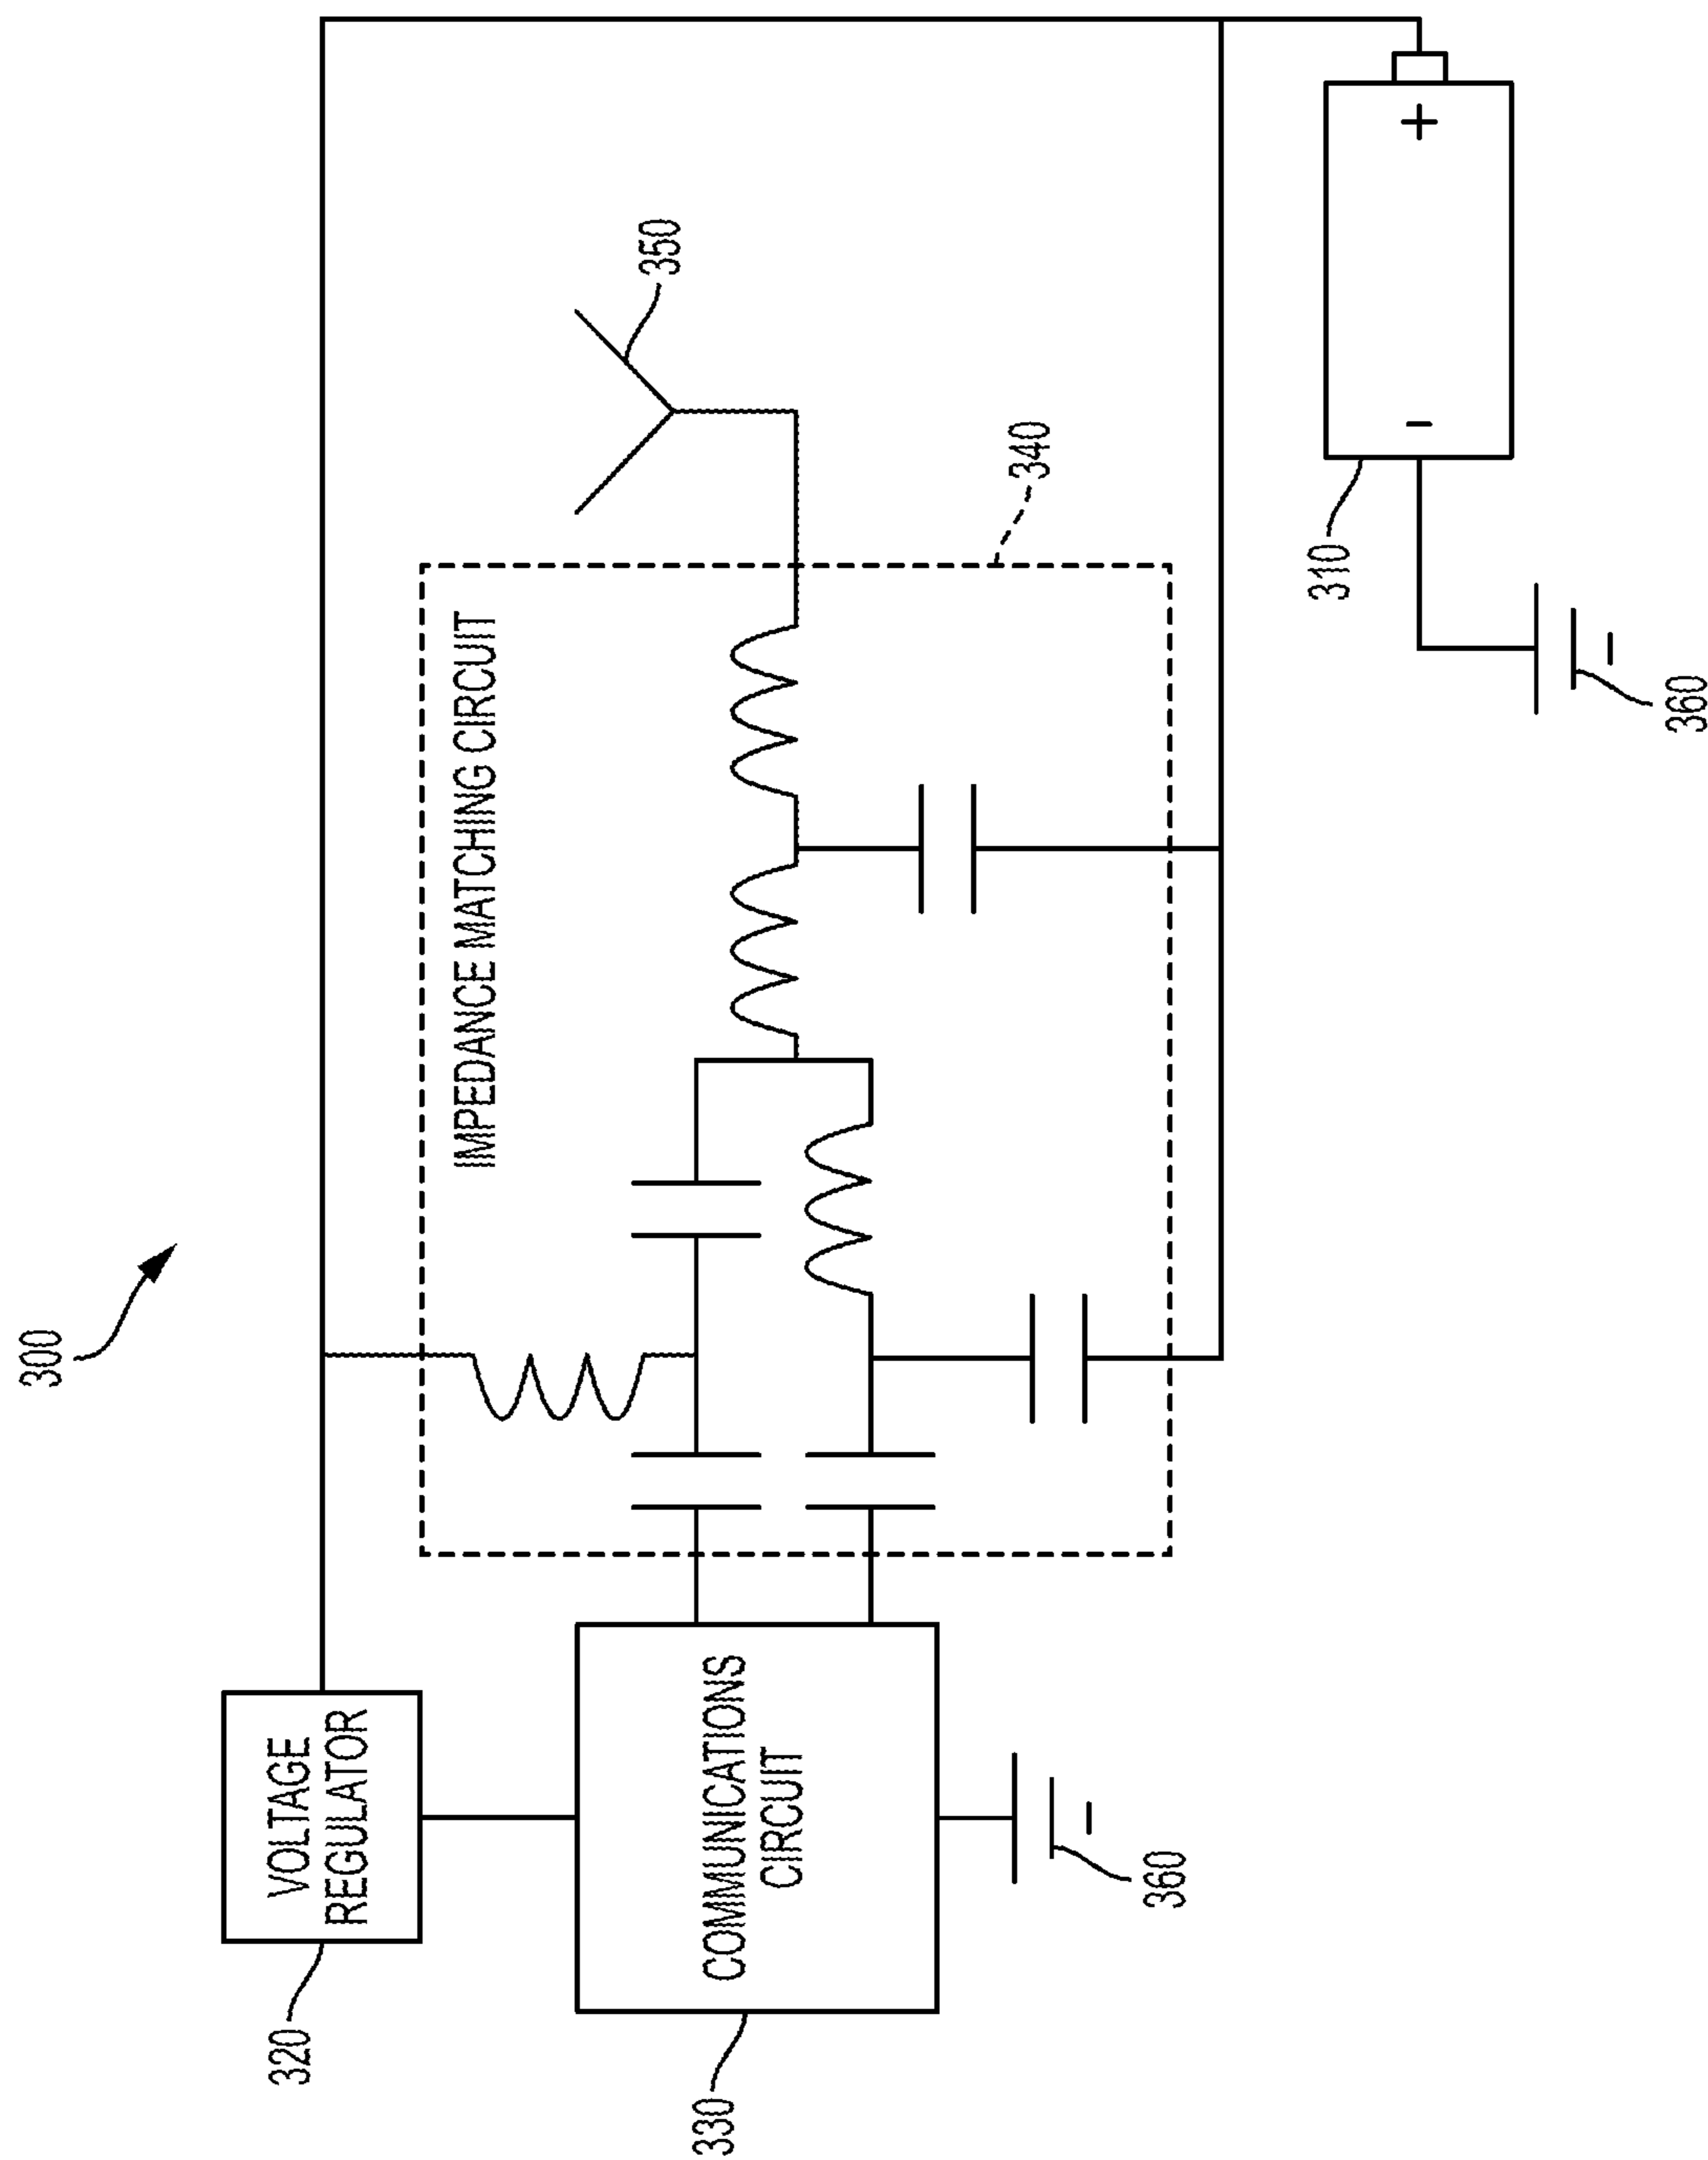 300
320
VOLTAGE
REGULATOR
330
COMMUNICATIONS
CIRCUIT
360
IMPEDANCE MATCHING CIRCUIT
340
350
310
-
+
360